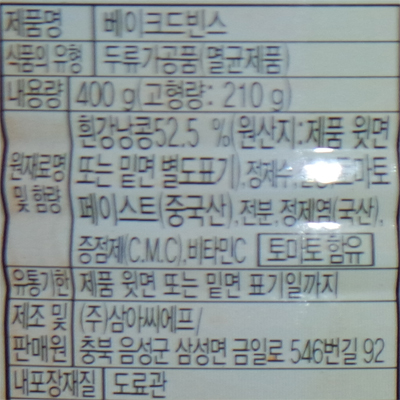 제품명 베이크드빈스
식품의 유형 두류가공품(멸균제품)
내용량 400 g(고형량: 210 g)
흰강낭콩52.5 %(원산지:제품 윗면
원재료명 또는 밑면 별도표기),정제수, 토마토
및 함량 페이스트(중국산),전분,정제염(국산),
증점제(C.M.C),비타민C 토마토 함유
유통기한 제품 윗면 또는 밑면 표기일까지
제조 및 (주)삼아씨에프/
판매원 충북 음성군 삼성면 금일로 546번길 92
내포장재질 도료관